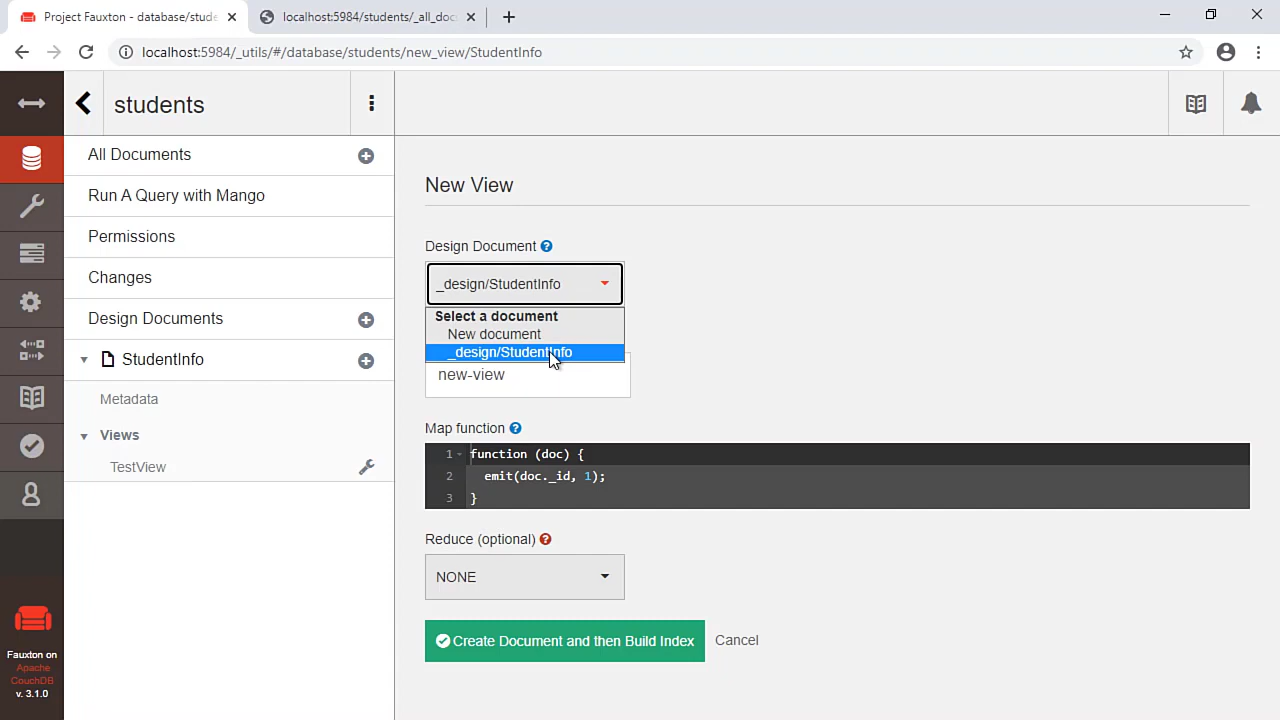 Project Fauxton - database/stude
localhost:5984/students/_all_doc
localhost:5984/_utils/#/database/students/new_view/StudentInfo
students
All Documents
Run A Query with Mango
Permissions
Changes
Design Documents
StudentInfo
Metadata
Views
TestView
Fauxton on
Apache
CouchDB
v. 3.1.0
New View
Design Document
_design/StudentInfo
Select a document
New document
_design/StudentInfo
new-view
Map function
1 function (doc) {
2 emit(doc._id, 1);
3 }
Reduce (optional)
NONE
Create Document and then Build Index Cancel